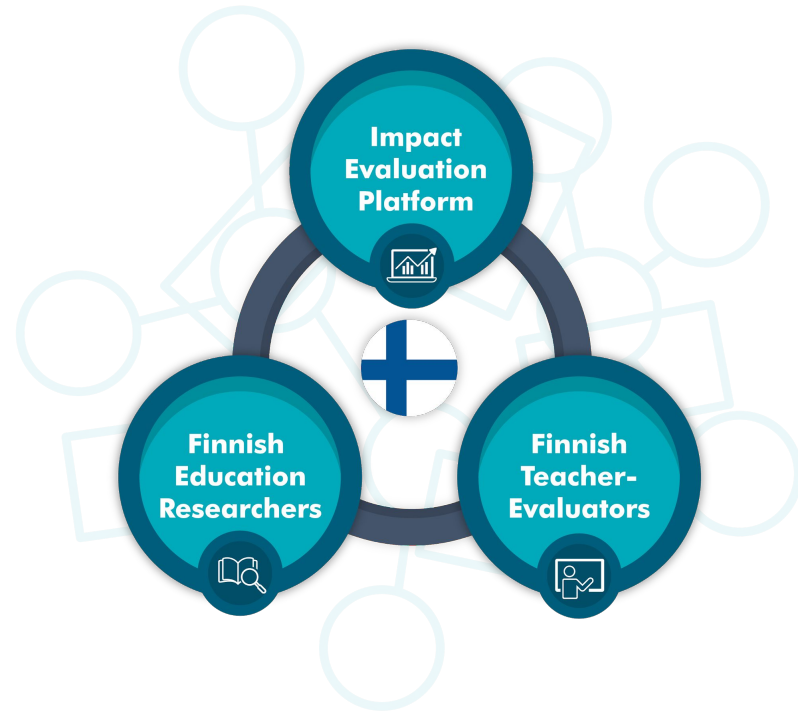 Impact
Evaluation
Platform
Finnish
Education
Researchers
Finnish
Teacher-
Evaluators